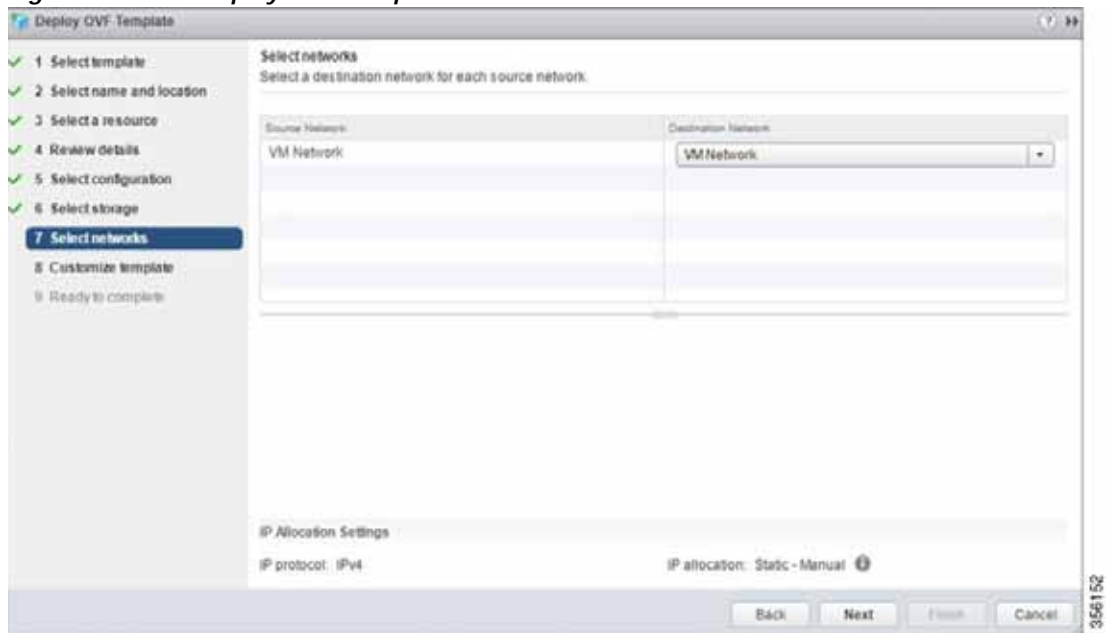 Deploy OVF Template
1 Select template
2 Select name and location
3 Select a resource
4 Review details
5 Select configuration
6 Select storage
7 Select networks
8 Customize template
9 Ready to complete
Select networks
Select a destination network for each source network.
Source Network
Destination Network
VM Network
VM Network
IP Allocation Settings
IP protocol: IPv4
IP allocation: Static - Manual
Back
Next
Finish
Cancel
356152